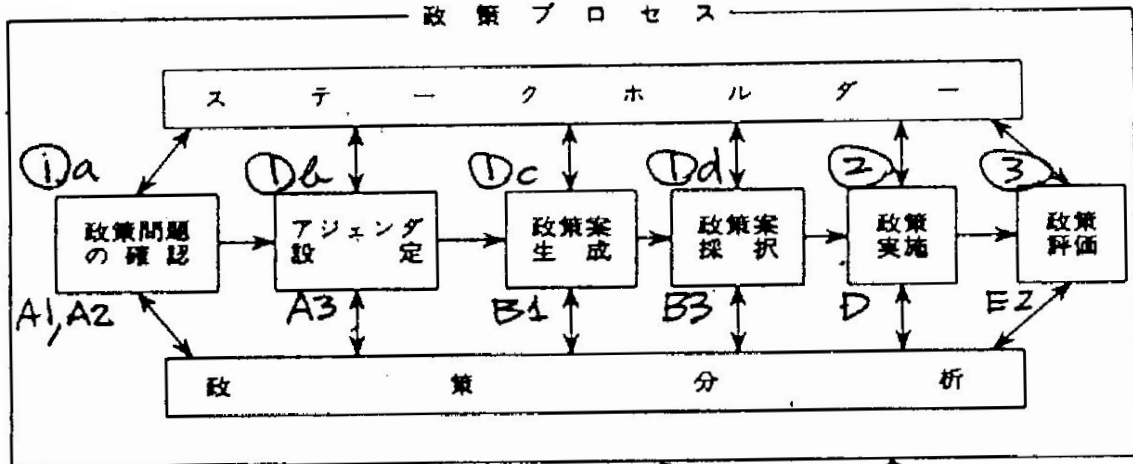 政策プロセス
ステークホルダー
①a
①b
①c
①d
②
③
政策問題
の確認
アジェンダ
設定
政策案
生成
政策案
採択
政策
実施
政策
評価
A1, A2
A3
B1
B3
D
E2
政策分析